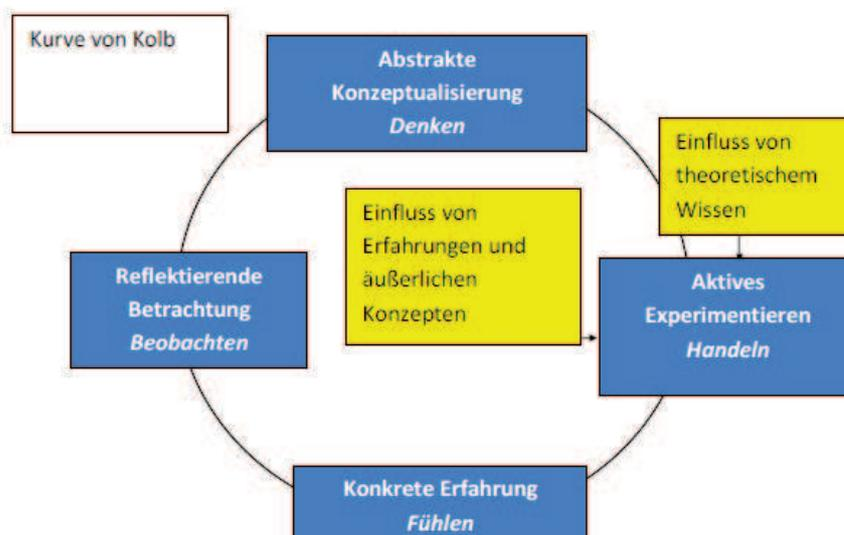 Kurve von Kolb
Abstrakte
Konzeptualisierung
Denken
Einfluss von
theoretischem
Wissen
Einfluss von
Erfahrungen und
äußerlichen
Konzepten
Reflektierende
Betrachtung
Beobachten
Aktives
Experimentieren
Handeln
Konkrete Erfahrung
Fühlen